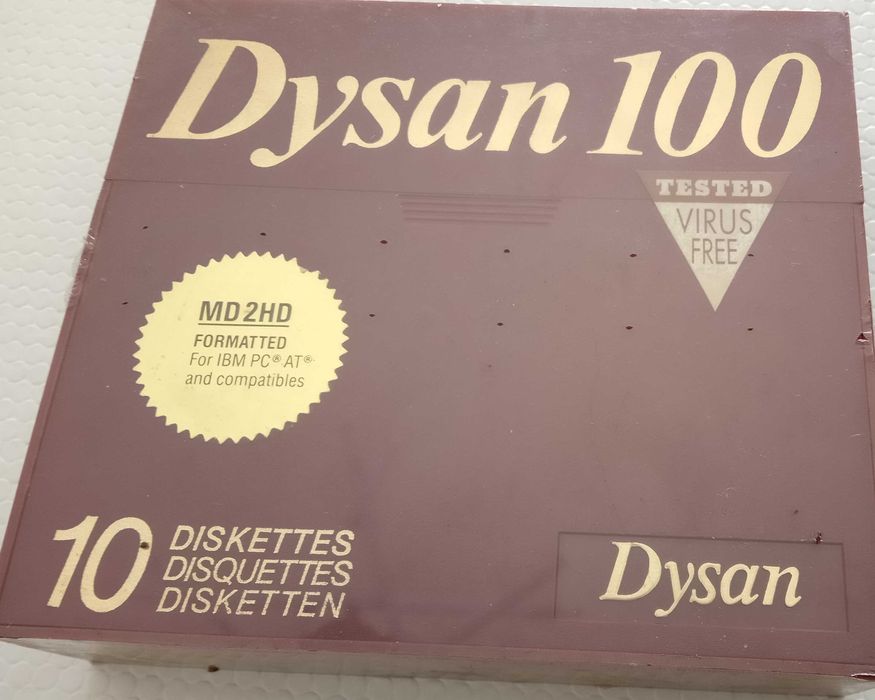 Dysan 100
TESTED
VIRUS
FREE
MD2HD
FORMATTED
For IBM PC® AT®
and compatibles
10
DISKETTES
DISQUETTES
DISKETTEN
Dysan